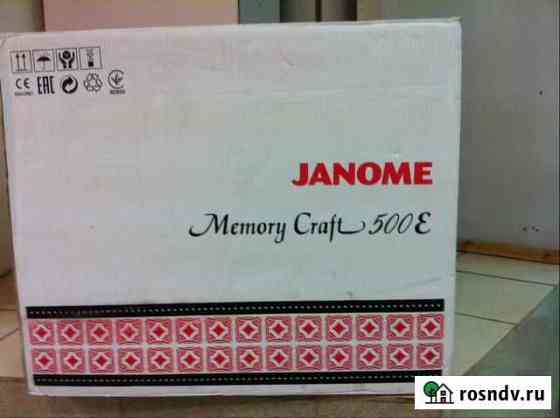 CE EAC
JANOME
Memory Craft 500E
rosndv.ru